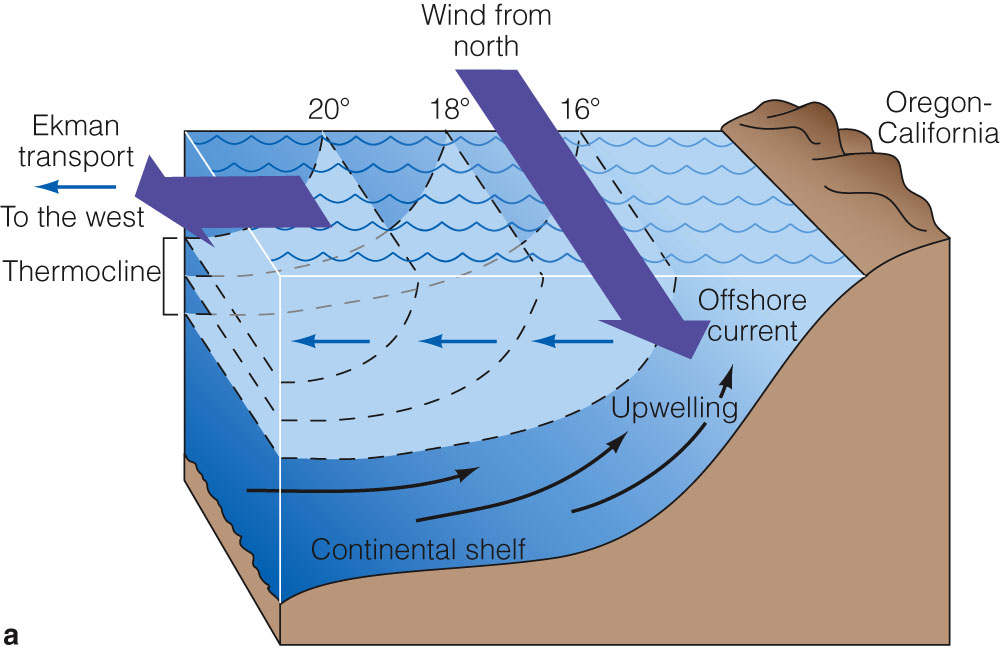 Wind from
north
20°
18°
16°
Oregon-
California
Ekman
transport
To the west
Thermocline
Offshore
current
Upwelling
Continental shelf
a